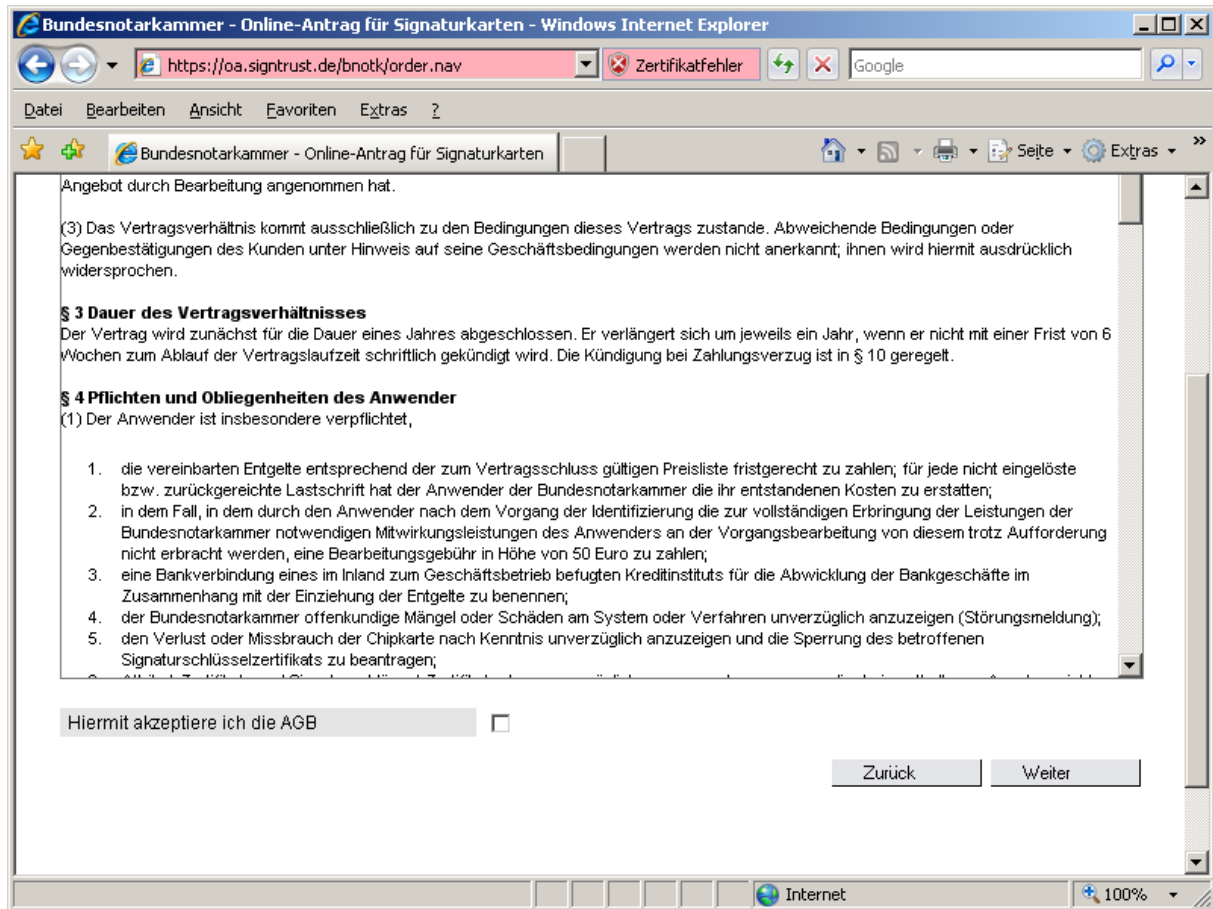 Bundesnotarkammer - Online-Antrag für Signaturkarten - Windows Internet Explorer
https://oa.signtrust.de/bnotk/order.nav
Zertifikatfehler
Google
Datei Bearbeiten Ansicht Favoriten Extras ?
Bundesnotarkammer - Online-Antrag für Signaturkarten
Seite Extras »
Angebot durch Bearbeitung angenommen hat.
(3) Das Vertragsverhältnis kommt ausschließlich zu den Bedingungen dieses Vertrags zustande. Abweichende Bedingungen oder
Gegenbestätigungen des Kunden unter Hinweis auf seine Geschäftsbedingungen werden nicht anerkannt; ihnen wird hiermit ausdrücklich
widersprochen.
§ 3 Dauer des Vertragsverhältnisses
Der Vertrag wird zunächst für die Dauer eines Jahres abgeschlossen. Er verlängert sich um jeweils ein Jahr, wenn er nicht mit einer Frist von 6
Wochen zum Ablauf der Vertragslaufzeit schriftlich gekündigt wird. Die Kündigung bei Zahlungsverzug ist in § 10 geregelt.
§ 4 Pflichten und Obliegenheiten des Anwender
(1) Der Anwender ist insbesondere verpflichtet,
1. die vereinbarten Entgelte entsprechend der zum Vertragsschluss gültigen Preisliste fristgerecht zu zahlen; für jede nicht eingelöste
bzw. zurückgereichte Lastschrift hat der Anwender der Bundesnotarkammer die ihr entstandenen Kosten zu erstatten;
2. in dem Fall, in dem durch den Anwender nach dem Vorgang der Identifizierung die zur vollständigen Erbringung der Leistungen der
Bundesnotarkammer notwendigen Mitwirkungsleistungen des Anwenders an der Vorgangsbearbeitung von diesem trotz Aufforderung
nicht erbracht werden, eine Bearbeitungsgebühr in Höhe von 50 Euro zu zahlen;
3. eine Bankverbindung eines im Inland zum Geschäftsbetrieb befugten Kreditinstituts für die Abwicklung der Bankgeschäfte im
Zusammenhang mit der Einziehung der Entgelte zu benennen;
4. der Bundesnotarkammer offenkundige Mängel oder Schäden am System oder Verfahren unverzüglich anzuzeigen (Störungsmeldung);
5. den Verlust oder Missbrauch der Chipkarte nach Kenntnis unverzüglich anzuzeigen und die Sperrung des betroffenen
Signaturschlüsselzertifikats zu beantragen;
Hiermit akzeptiere ich die AGB
Zurück Weiter
Internet 100%